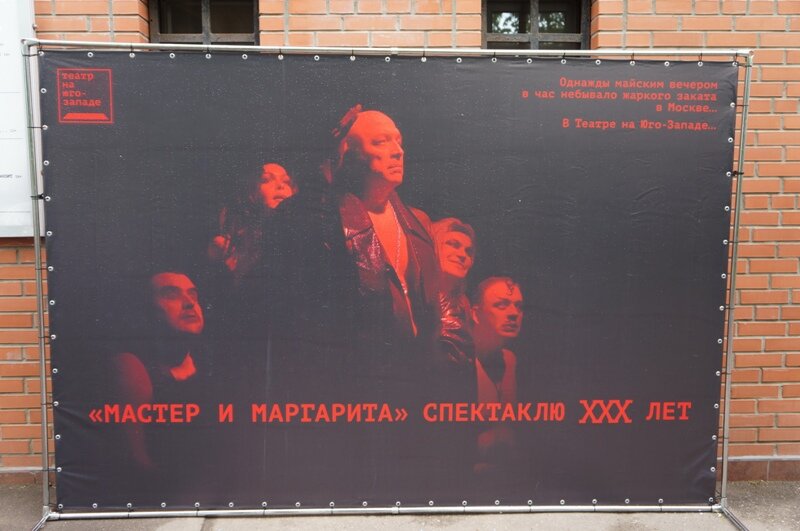 театр
на
юго-
западе
Однажды майским вечером
в час небывало жаркого заката
в Москве...
В Театре на Юго-Западе...
«МАСТЕР И МАРГАРИТА» СПЕКТАКЛЮ XXX ЛЕТ